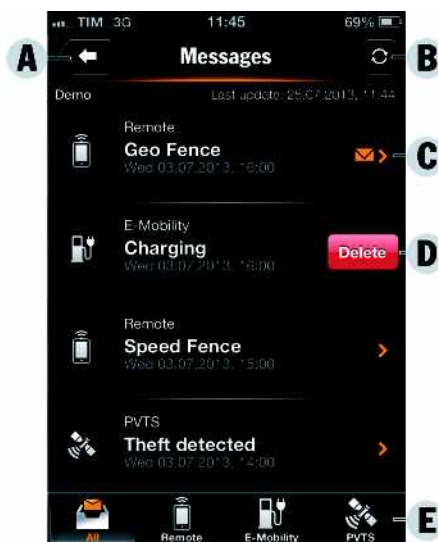 TIM 3G 11:45 69%
A Messages B
Demo Last update: 25.07.2013, 11:44
Remote
Geo Fence C
Wed 03.07.2013, 16:00
E-Mobility
Charging Delete D
Wed 03.07.2013, 16:00
Remote
Speed Fence
Wed 03.07.2013, 15:00
PVTS
Theft detected
Wed 03.07.2013, 14:00
All Remote E-Mobility PVTS E